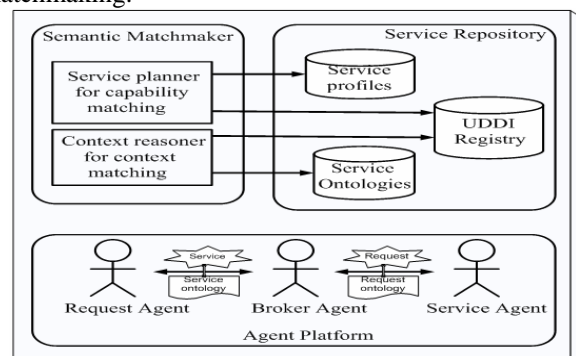 atchmaking.
Semantic Matchmaker
Service Repository
Service planner
for capability
matching
Context reasoner
for context
matching
Service
profiles
UDDI
Registry
Service
Ontologies
Service
Service
ontology
Request
Request
ontology
Request Agent
Broker Agent
Service Agent
Agent Platform